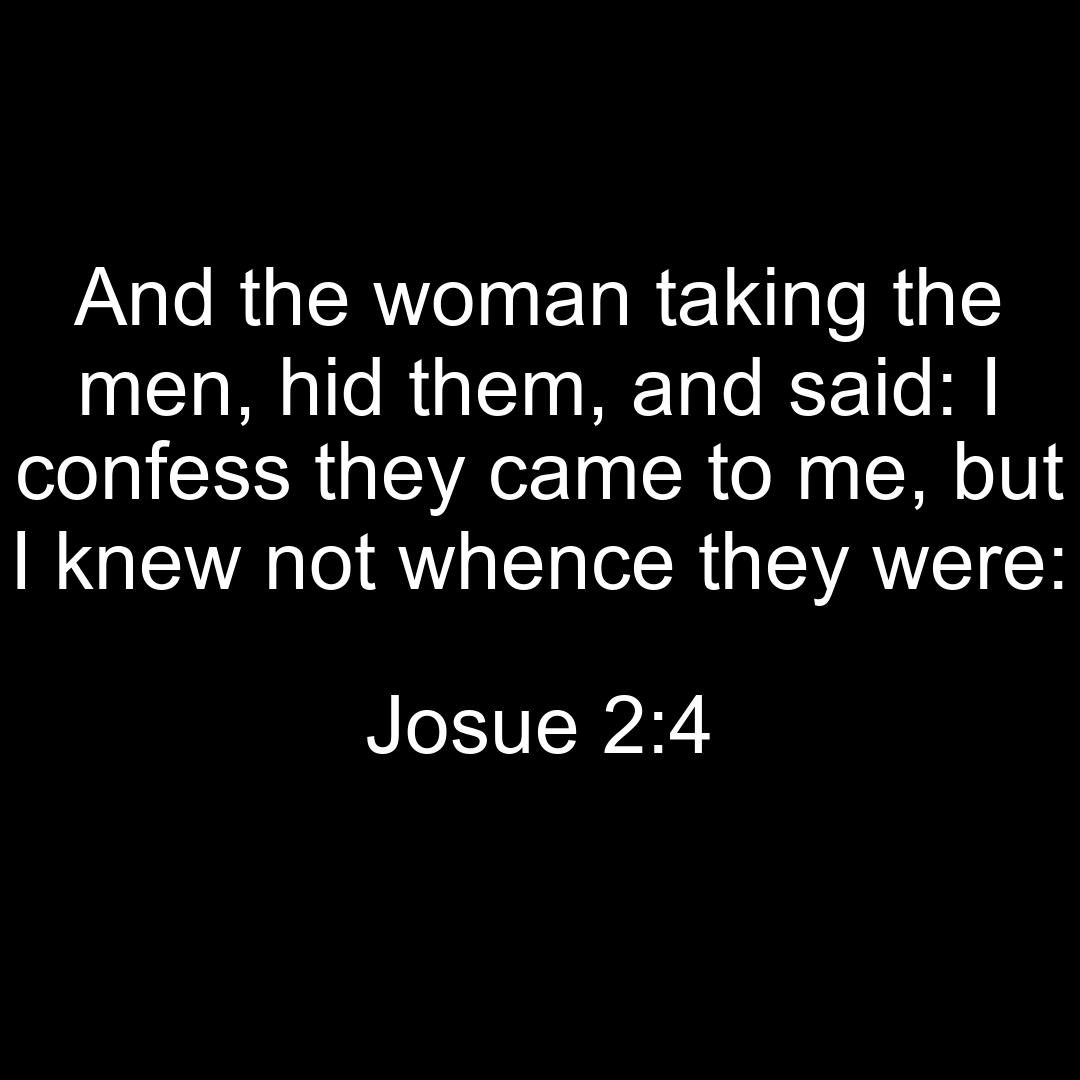 And the woman taking the
men, hid them, and said: I
confess they came to me, but
I knew not whence they were:
Josue 2:4